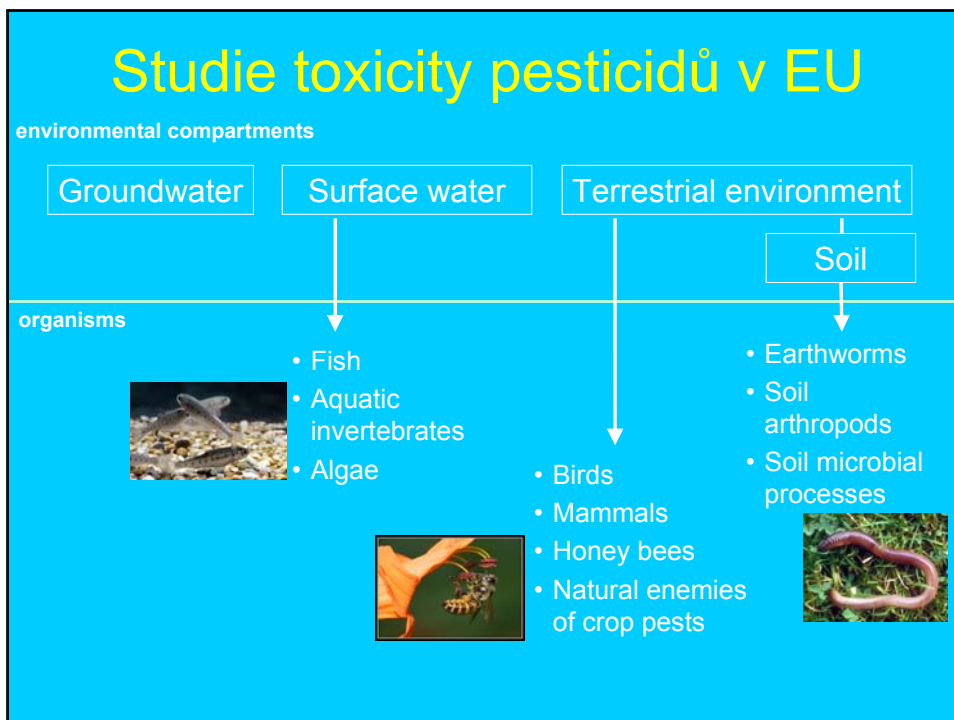 Studie toxicity pesticidů v EU
environmental compartments
Groundwater
Surface water
Terrestrial environment
Soil
organisms
• Fish
• Aquatic
invertebrates
• Algae
• Birds
• Mammals
• Honey bees
• Natural enemies
of crop pests
• Earthworms
• Soil
arthropods
• Soil microbial
processes